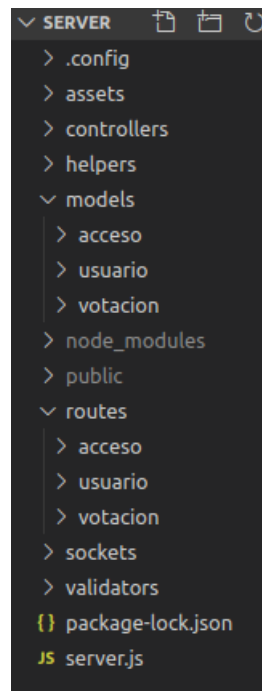 SERVER
.config
assets
controllers
helpers
models
acceso
usuario
votacion
node_modules
public
routes
acceso
usuario
votacion
sockets
validators
{} package-lock.json
JS server.js